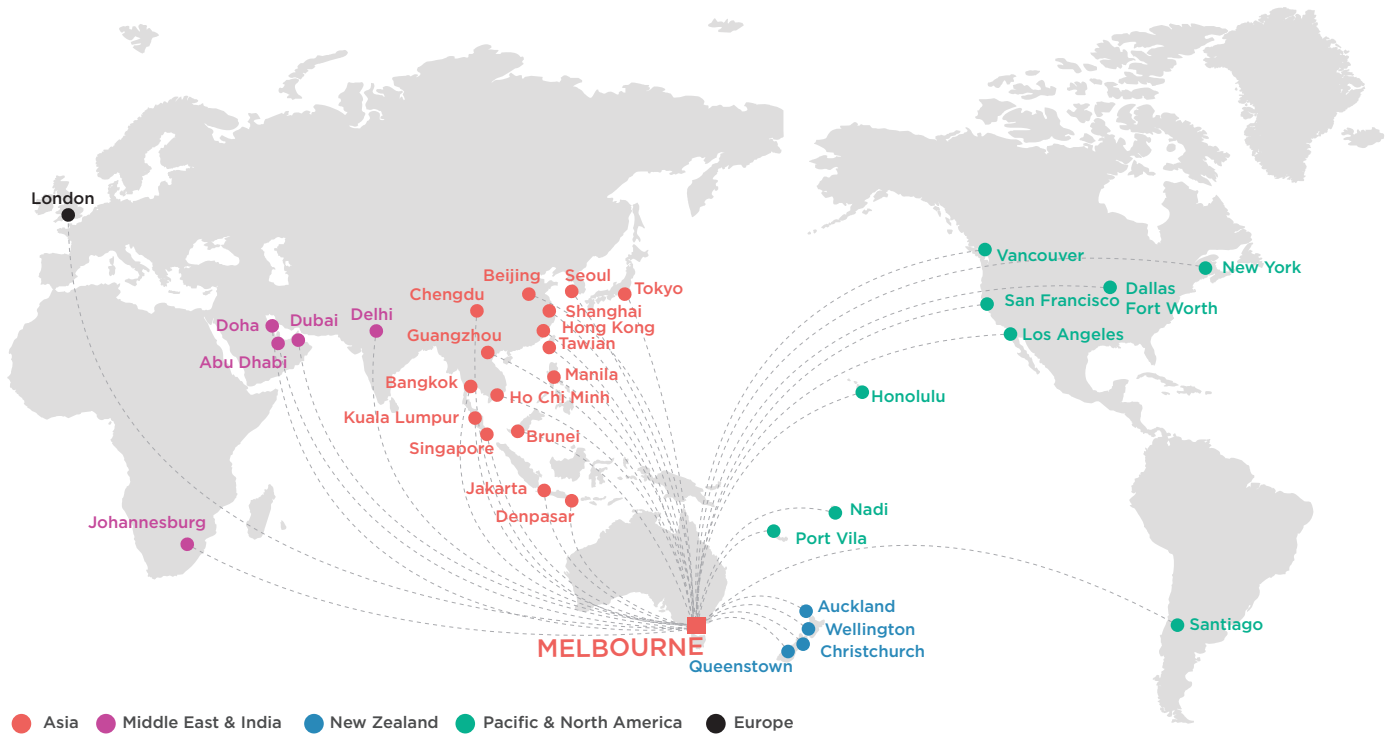 London
Beijing
Seoul
Tokyo
Chengdu
Shanghai
Hong Kong
Tawian
Guangzhou
Doha
Dubai
Delhi
Abu Dhabi
Bangkok
Manila
Ho Chi Minh
Kuala Lumpur
Singapore
Brunei
Jakarta
Denpasar
Johannesburg
Vancouver
New York
Dallas
Fort Worth
San Francisco
Los Angeles
Honolulu
Nadi
Port Vila
Auckland
Wellington
Christchurch
Queenstown
Santiago
MELBOURNE
Asia
Middle East & India
New Zealand
Pacific & North America
Europe